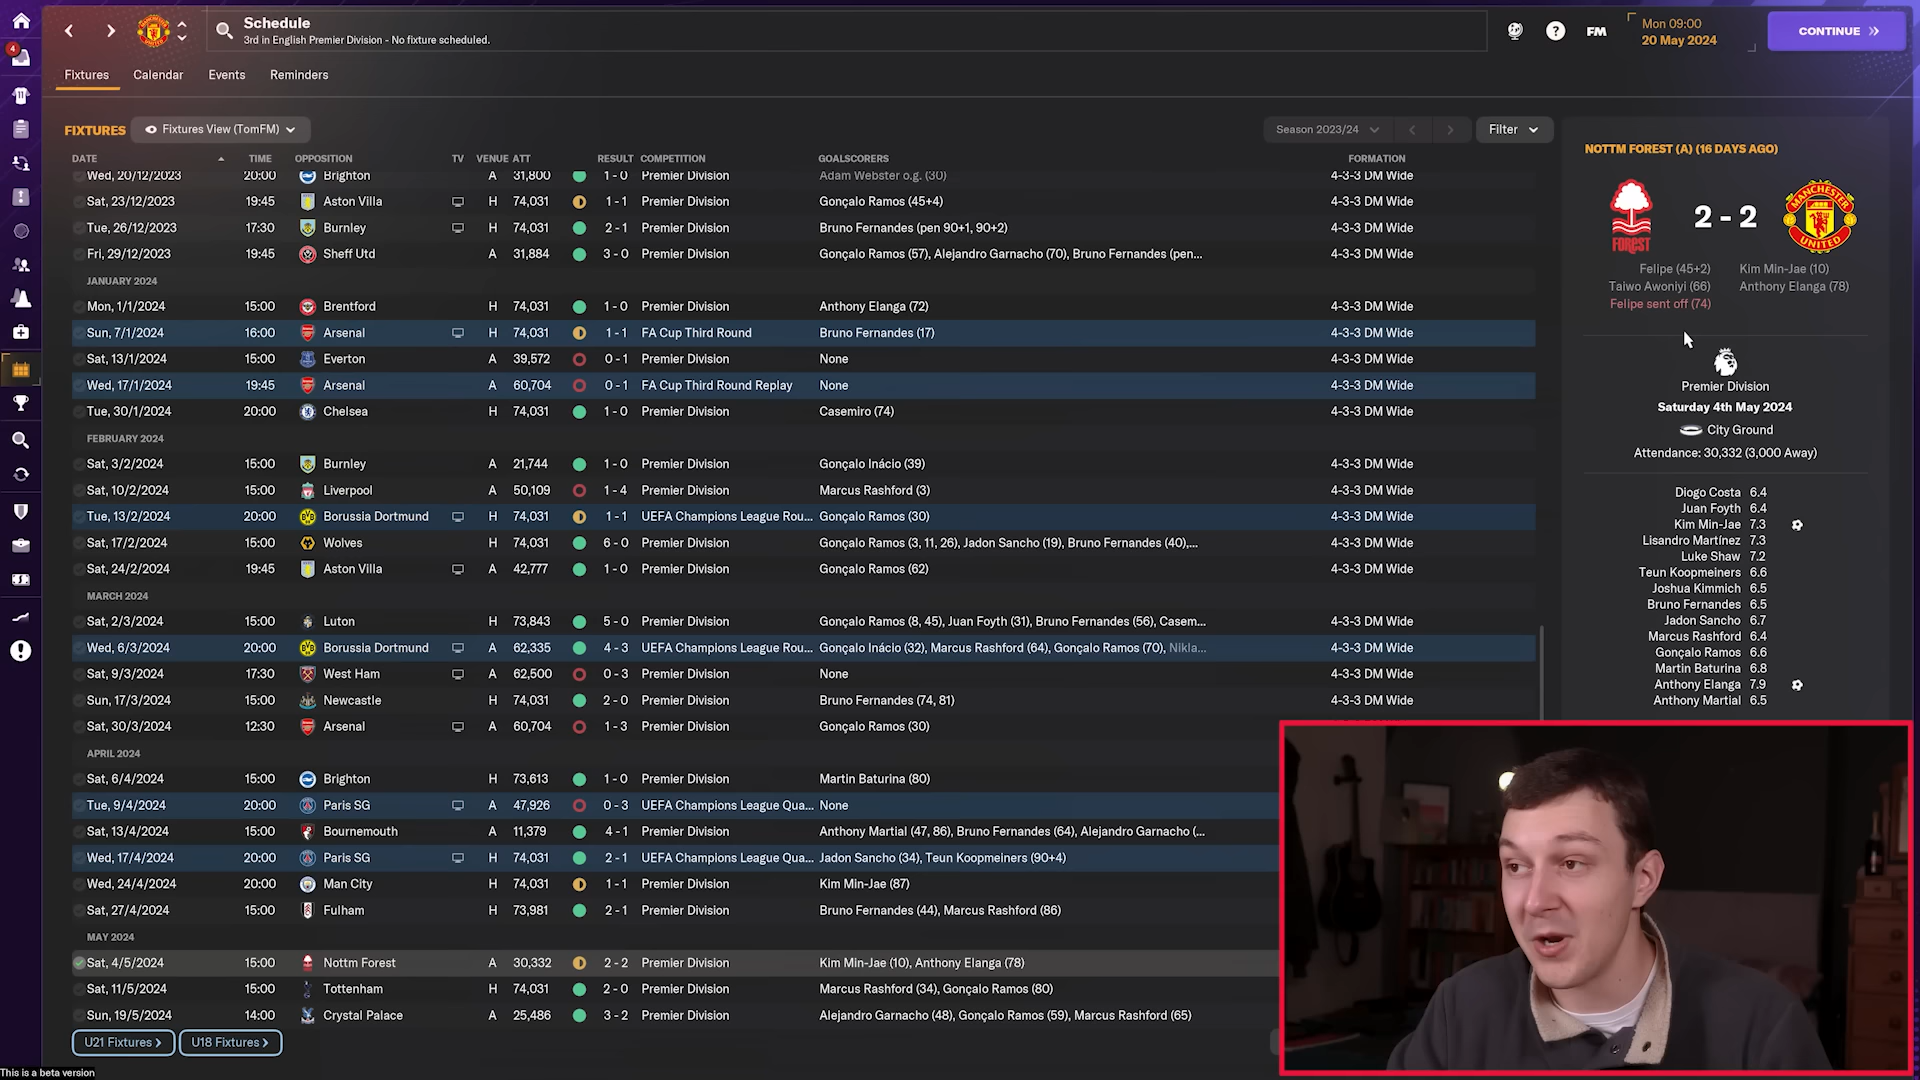 Schedule
3rd in English Premier Division - No fixture scheduled.
FM
Mon 09:00
20 May 2024
CONTINUE
4
Fixtures Calendar Events Reminders
FIXTURES Fixtures View (TomFM) Season 2023/24 Filter
DATE TIME OPPOSITION TV VENUE ATT RESULT COMPETITION GOALSCORERS FORMATION
Wed, 20/12/2023 20:00 Brighton A 31,800 1 - 0 Premier Division Adam Webster o.g. (30) 4-3-3 DM Wide
Sat, 23/12/2023 19:45 Aston Villa H 74,031 1 - 1 Premier Division Gonçalo Ramos (45+4) 4-3-3 DM Wide
Tue, 26/12/2023 17:30 Burnley H 74,031 2 - 1 Premier Division Bruno Fernandes (pen 90+1, 90+2) 4-3-3 DM Wide
Fri, 29/12/2023 19:45 Sheff Utd A 31,884 3 - 0 Premier Division Gonçalo Ramos (57), Alejandro Garnacho (70), Bruno Fernandes (pen... 4-3-3 DM Wide
JANUARY 2024
Mon, 1/1/2024 15:00 Brentford H 74,031 1 - 0 Premier Division Anthony Elanga (72) 4-3-3 DM Wide
Sun, 7/1/2024 16:00 Arsenal H 74,031 1 - 1 FA Cup Third Round Bruno Fernandes (17) 4-3-3 DM Wide
Sat, 13/1/2024 15:00 Everton A 39,572 0 - 1 Premier Division None 4-3-3 DM Wide
Wed, 17/1/2024 19:45 Arsenal A 60,704 0 - 1 FA Cup Third Round Replay None 4-3-3 DM Wide
Tue, 30/1/2024 20:00 Chelsea H 74,031 1 - 0 Premier Division Casemiro (74) 4-3-3 DM Wide
FEBRUARY 2024
Sat, 3/2/2024 15:00 Burnley A 21,744 1 - 0 Premier Division Gonçalo Inácio (39) 4-3-3 DM Wide
Sat, 10/2/2024 15:00 Liverpool A 50,109 1 - 4 Premier Division Marcus Rashford (3) 4-3-3 DM Wide
Tue, 13/2/2024 20:00 Borussia Dortmund H 74,031 1 - 1 UEFA Champions League Rou... Gonçalo Ramos (30) 4-3-3 DM Wide
Sat, 17/2/2024 15:00 Wolves H 74,031 6 - 0 Premier Division Gonçalo Ramos (3, 11, 26), Jadon Sancho (19), Bruno Fernandes (40),... 4-3-3 DM Wide
Sat, 24/2/2024 19:45 Aston Villa A 42,777 1 - 0 Premier Division Gonçalo Ramos (62) 4-3-3 DM Wide
MARCH 2024
Sat, 2/3/2024 15:00 Luton H 73,843 5 - 0 Premier Division Gonçalo Ramos (8, 45), Juan Foyth (31), Bruno Fernandes (56), Casem... 4-3-3 DM Wide
Wed, 6/3/2024 20:00 Borussia Dortmund A 62,335 4 - 3 UEFA Champions League Rou... Gonçalo Inácio (32), Marcus Rashford (64), Gonçalo Ramos (70), Nikla... 4-3-3 DM Wide
Sat, 9/3/2024 17:30 West Ham A 62,500 0 - 3 Premier Division None 4-3-3 DM Wide
Sun, 17/3/2024 15:00 Newcastle H 74,031 2 - 0 Premier Division Bruno Fernandes (74, 81) 4-3-3 DM Wide
Sat, 30/3/2024 12:30 Arsenal A 60,704 1 - 3 Premier Division Gonçalo Ramos (30)
APRIL 2024
Sat, 6/4/2024 15:00 Brighton H 73,613 1 - 0 Premier Division Martin Baturina (80)
Tue, 9/4/2024 20:00 Paris SG A 47,926 0 - 3 UEFA Champions League Qua... None
Sat, 13/4/2024 15:00 Bournemouth A 11,379 4 - 1 Premier Division Anthony Martial (47, 86), Bruno Fernandes (64), Alejandro Garnacho (...
Wed, 17/4/2024 20:00 Paris SG H 74,031 2 - 1 UEFA Champions League Qua... Jadon Sancho (34), Teun Koopmeiners (90+4)
Wed, 24/4/2024 20:00 Man City H 74,031 1 - 1 Premier Division Kim Min-Jae (87)
Sat, 27/4/2024 15:00 Fulham H 73,981 2 - 1 Premier Division Bruno Fernandes (44), Marcus Rashford (86)
MAY 2024
Sat, 4/5/2024 15:00 Nottm Forest A 30,332 2 - 2 Premier Division Kim Min-Jae (10), Anthony Elanga (78)
Sat, 11/5/2024 15:00 Tottenham H 74,031 2 - 0 Premier Division Marcus Rashford (34), Gonçalo Ramos (80)
Sun, 19/5/2024 14:00 Crystal Palace A 25,486 3 - 2 Premier Division Alejandro Garnacho (48), Gonçalo Ramos (59), Marcus Rashford (65)
U21 Fixtures U18 Fixtures
This is a beta version
NOTTM FOREST (A) (16 DAYS AGO)
FOREST
2 - 2
MANCHESTER
UNITED
Felipe (45+2) Kim Min-Jae (10)
Taiwo Awoniyi (66) Anthony Elanga (78)
Felipe sent off (74)
Premier Division
Saturday 4th May 2024
City Ground
Attendance: 30,332 (3,000 Away)
Diogo Costa 6.4
Juan Foyth 6.4
Kim Min-Jae 7.3
Lisandro Martínez 7.3
Luke Shaw 7.2
Teun Koopmeiners 6.6
Joshua Kimmich 6.5
Bruno Fernandes 6.5
Jadon Sancho 6.7
Marcus Rashford 6.4
Gonçalo Ramos 6.6
Martin Baturina 6.8
Anthony Elanga 7.9
Anthony Martial 6.5